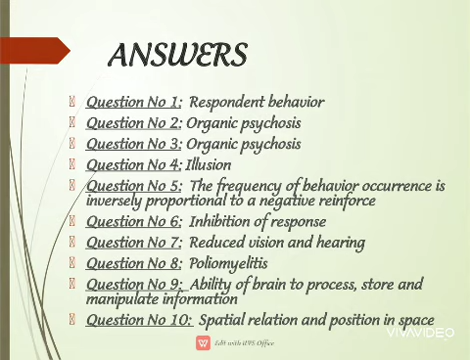 ANSWERS
Question No 1: Respondent behavior
Question No 2: Organic psychosis
Question No 3: Organic psychosis
Question No 4: Illusion
Question No 5: The frequency of behavior occurrence is
inversely proportional to a negative reinforce
Question No 6: Inhibition of response
Question No 7: Reduced vision and hearing
Question No 8: Poliomyelitis
Question No 9: Ability of brain to process, store and
manipulate information
Question No 10: Spatial relation and position in space
VIVAVIDEO
Edit with WPS Office